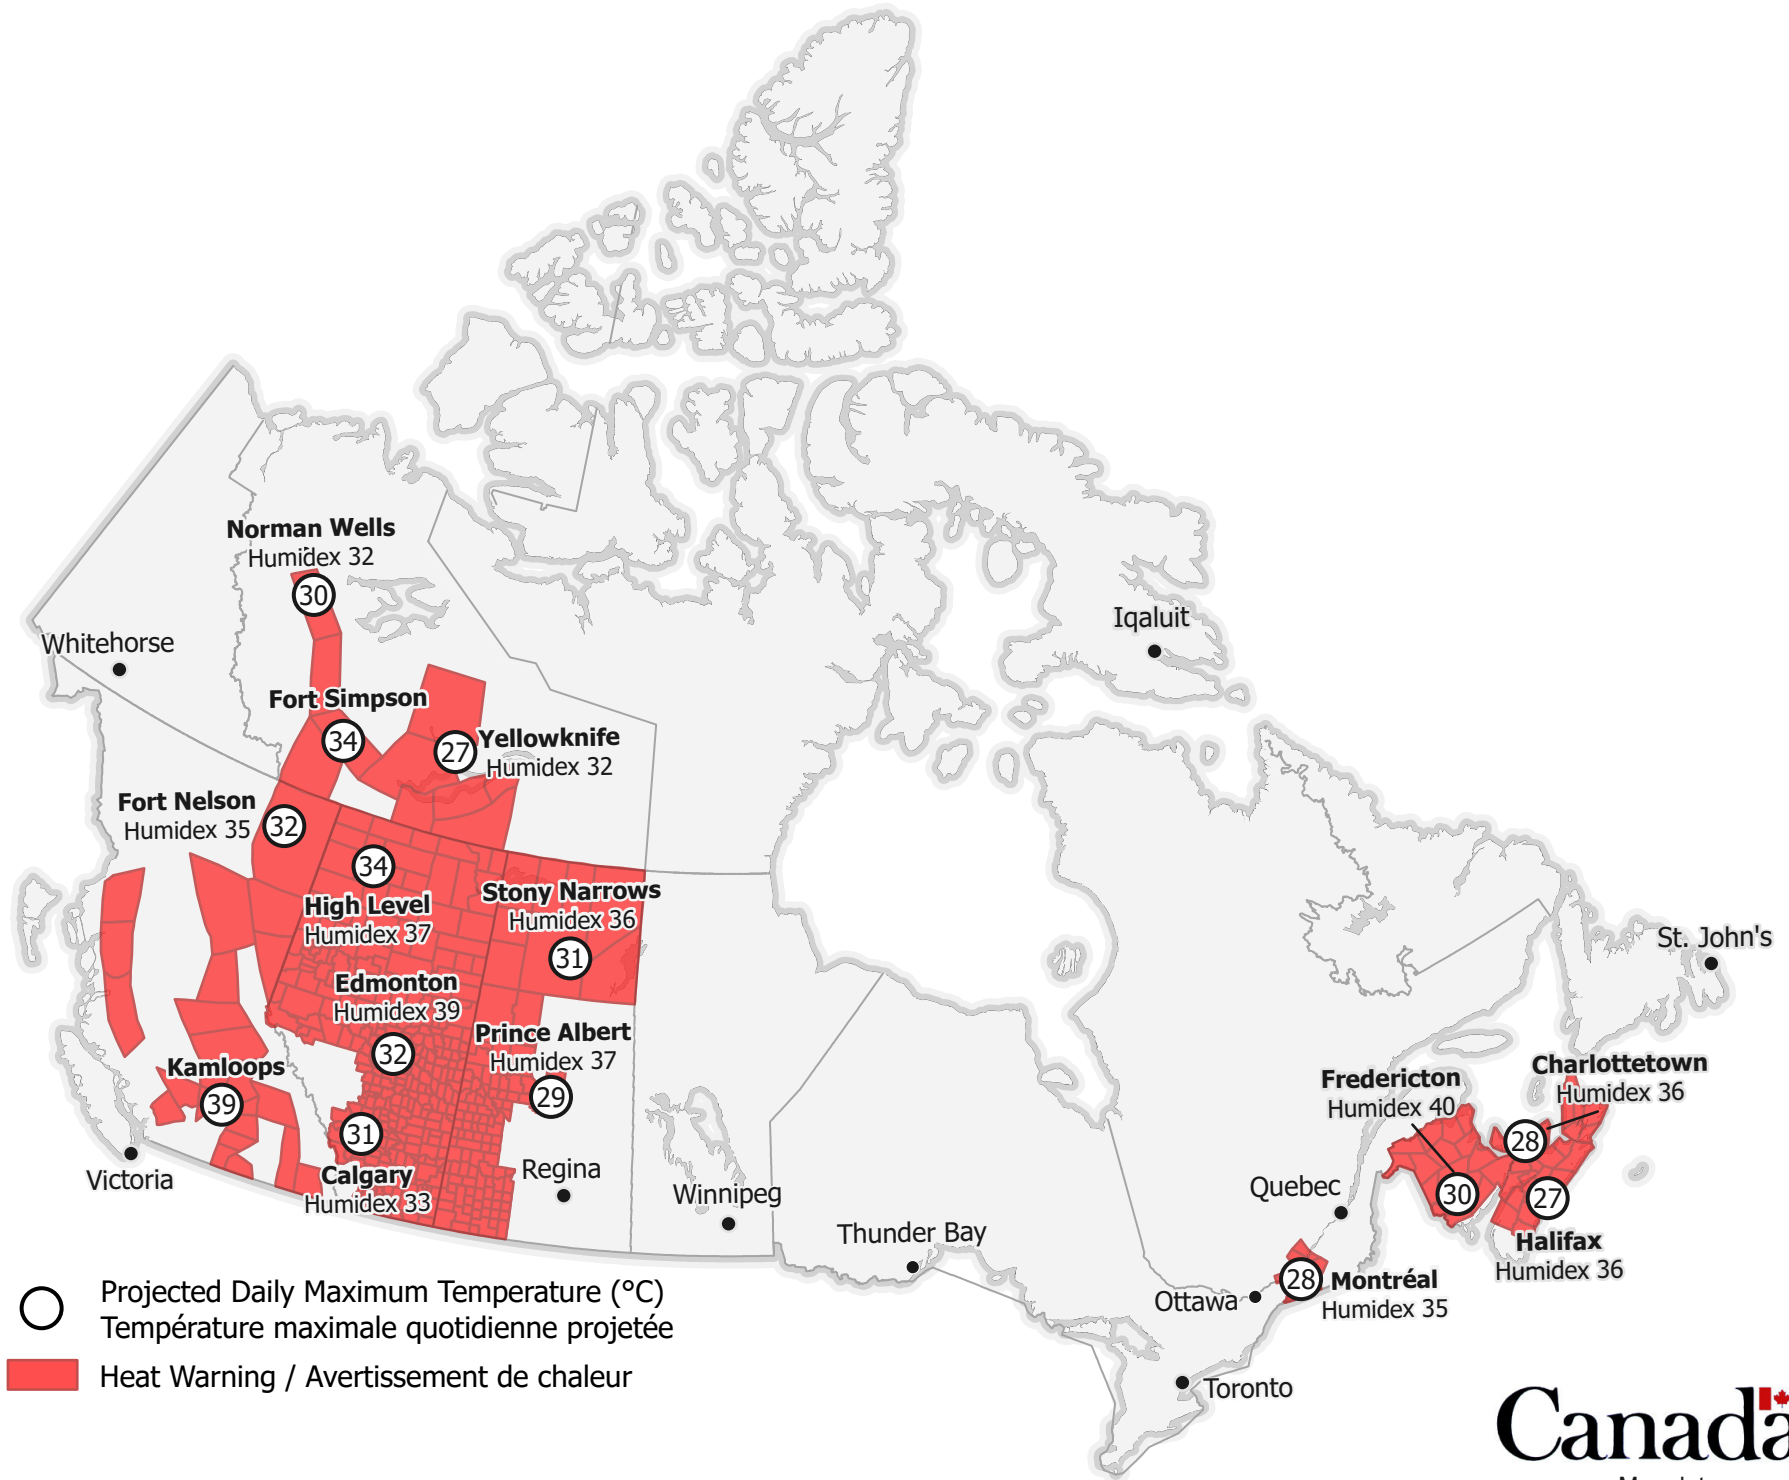 Norman Wells
Humidex 32
30
Iqaluit
Whitehorse
Fort Simpson
34
27
Yellowknife
Humidex 32
Fort Nelson
Humidex 35
32
34
High Level
Humidex 37
Stony Narrows
Humidex 36
31
St. John's
Edmonton
Humidex 39
32
Prince Albert
Humidex 37
29
Kamloops
39
31
Calgary
Humidex 33
Victoria
Regina
Winnipeg
Thunder Bay
Fredericton
Humidex 40
30
Charlottetown
Humidex 36
28
27
Halifax
Humidex 36
Quebec
28
Montréal
Humidex 35
Ottawa
Toronto
Projected Daily Maximum Temperature (°C)
Température maximale quotidienne projetée
Heat Warning / Avertissement de chaleur
Canada